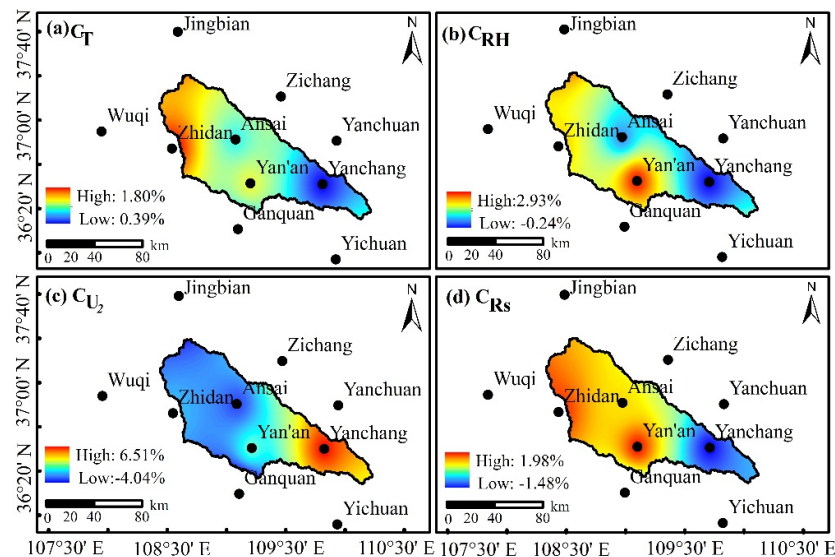 (a) C_T
Jingbian
N
Zichang
Wuqi
Zhidan
Ansai
Yanchuan
Yan'an
Yanchang
Ganquan
Yichuan
High: 1.80%
Low: 0.39%
0 20 40 80 km
37°40' N
37°00' N
36°20' N
(b) C_RH
Jingbian
N
Zichang
Wuqi
Zhidan
Ansai
Yanchuan
Yan'an
Yanchang
Ganquan
Yichuan
High:2.93%
Low: -0.24%
0 20 40 80 km
(c) C_U2
Jingbian
N
Zichang
Wuqi
Zhidan
Ansai
Yanchuan
Yan'an
Yanchang
Ganquan
Yichuan
High: 6.51%
Low:-4.04%
0 20 40 80 km
37°40' N
37°00' N
36°20' N
107°30' E 108°30' E 109°30' E 110°30' E
(d) C_Rs
Jingbian
N
Zichang
Wuqi
Zhidan
Ansai
Yanchuan
Yan'an
Yanchang
Ganquan
Yichuan
High: 1.98%
Low: -1.48%
0 20 40 80 km
107°30' E 108°30' E 109°30' E 110°30' E